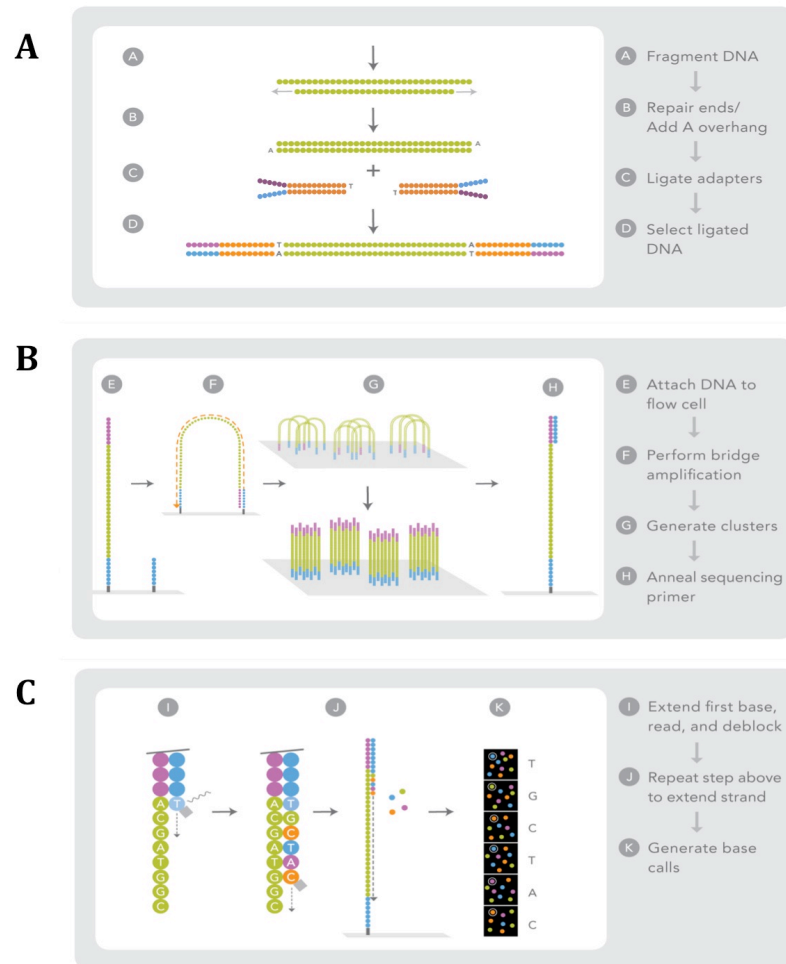 A
A
B
A
A
C
T
T
D
T
A
A
T
A Fragment DNA
B Repair ends/
Add A overhang
C Ligate adapters
D Select ligated
DNA
B
E
F
G
H
E Attach DNA to
flow cell
F Perform bridge
amplification
G Generate clusters
H Anneal sequencing
primer
C
I
J
K
A T
C
G
A
T
G
G
C
A T
C G
G C
A T
T A
G C
G
C
T
G
C
T
A
C
I Extend first base,
read, and deblock
J Repeat step above
to extend strand
K Generate base
calls